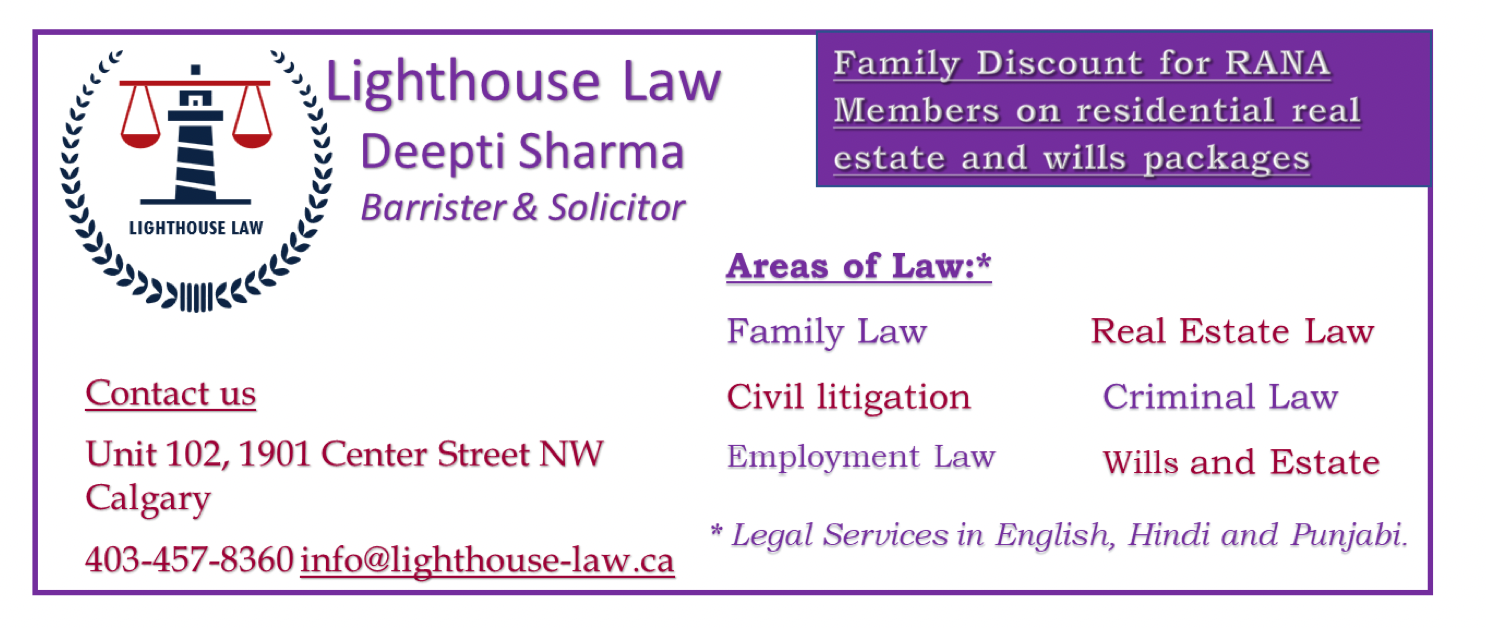 LIGHTHOUSE LAW
Lighthouse Law
Deepti Sharma
Barrister & Solicitor
Family Discount for RANA
Members on residential real
estate and wills packages
Contact us
Unit 102, 1901 Center Street NW
Calgary
403-457-8360 info@lighthouse-law.ca
Areas of Law:*
Family Law Real Estate Law
Civil litigation Criminal Law
Employment Law Wills and Estate
* Legal Services in English, Hindi and Punjabi.